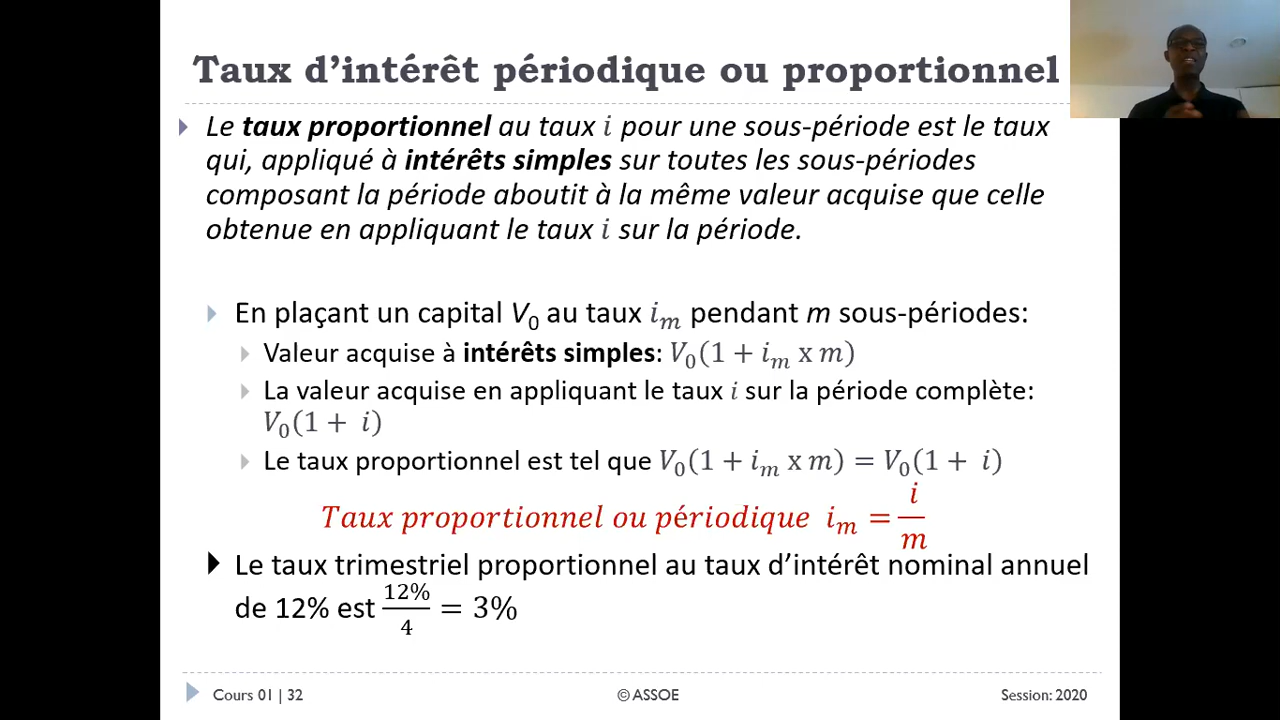 Taux d’intérêt périodique ou proportionnel
Le taux proportionnel au taux i pour une sous-période est le taux
qui, appliqué à intérêts simples sur toutes les sous-périodes
composant la période aboutit à la même valeur acquise que celle
obtenue en appliquant le taux i sur la période.
En plaçant un capital V₀ au taux iₘ pendant m sous-périodes:
Valeur acquise à intérêts simples: V₀(1 + iₘ x m)
La valeur acquise en appliquant le taux i sur la période complète:
V₀(1 + i)
Le taux proportionnel est tel que V₀(1 + iₘ x m) = V₀(1 + i)
Taux proportionnel ou périodique iₘ = i/m
Le taux trimestriel proportionnel au taux d’intérêt nominal annuel
de 12% est 12%/4 = 3%
Cours 01 | 32
© ASSOE
Session: 2020